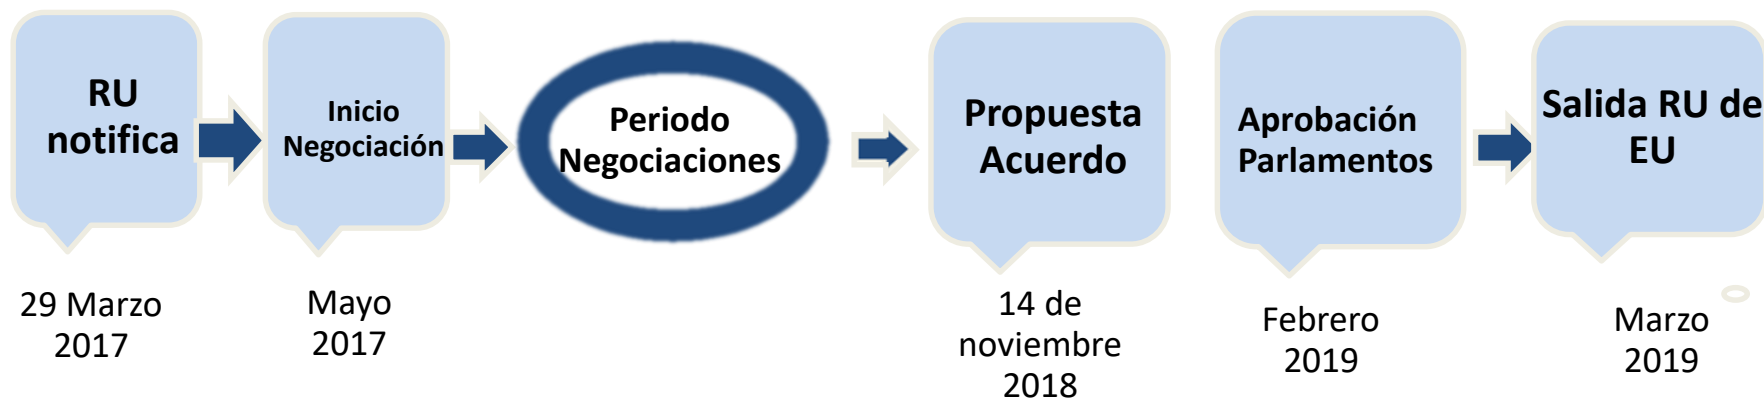 RU
notifica
29 Marzo
2017
Inicio
Negociación
Mayo
2017
Periodo
Negociaciones
Propuesta
Acuerdo
14 de
noviembre
2018
Aprobación
Parlamentos
Febrero
2019
Salida RU de
EU
Marzo
2019